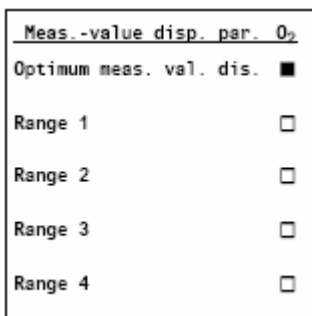 Meas.-value disp. par. O₂
Optimum meas. val. dis. ■
Range 1 □
Range 2 □
Range 3 □
Range 4 □